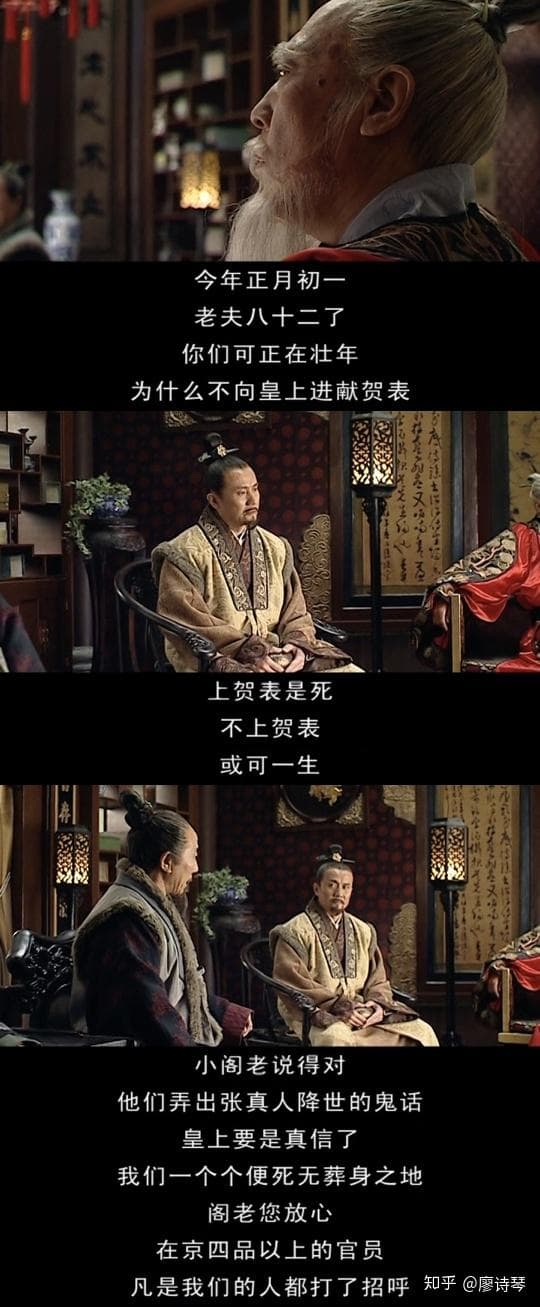 今年正月初一
老夫八十二了
你们可正在壮年
为什么不向皇上进献贺表
上贺表是死
不上贺表
或可一生
小阁老说得对
他们弄出张真人降世的鬼话
皇上要是真信了
我们一个个便死无葬身之地
阁老您放心
在京四品以上的官员
凡是我们的人都打了招呼
知乎 @廖诗琴